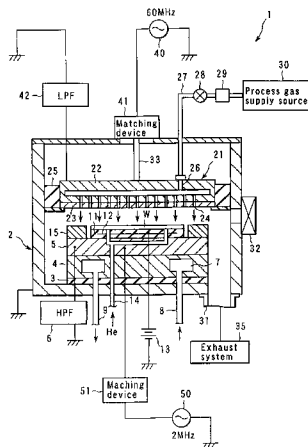 60MHz
1
40
30
27
28
29
Process gas
supply source
42
LPF
41
Matching
device
33
25
22
26
21
23
11
12
W
24
15
2
5
32
4
7
3
HPF
6
9
He
14
8
31
13
Exhaust
system
35
51
Maching
device
50
2MHz